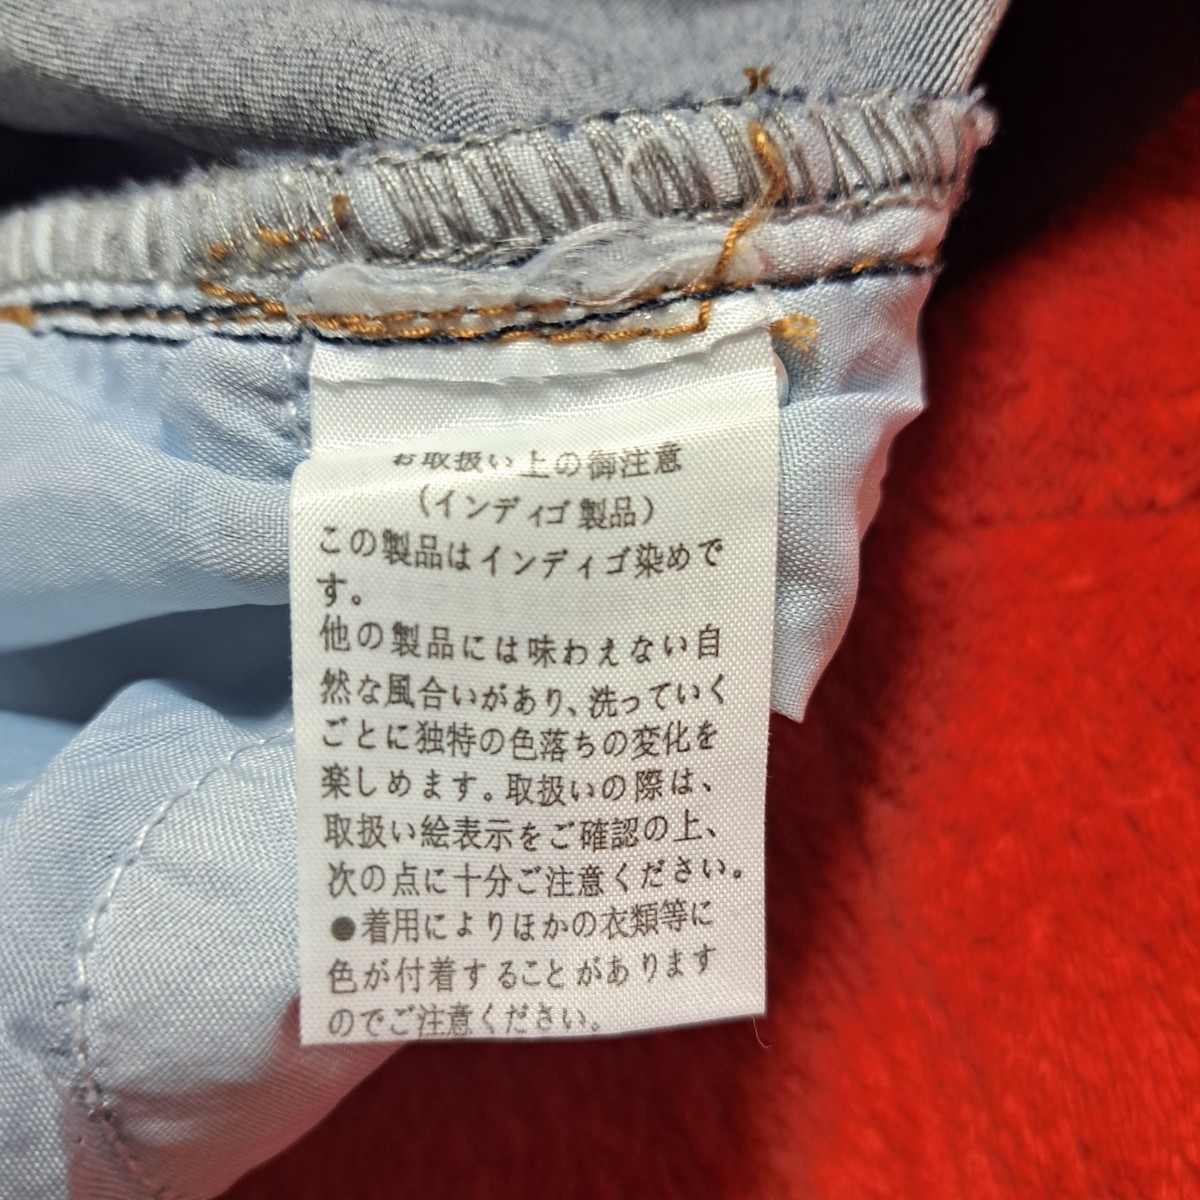 お取扱い上の御注意
(インディゴ製品)
この製品はインディゴ染めで
す。
他の製品には味わえない自
然な風合いがあり、洗っていく
ごとに独特の色落ちの変化を
楽しめます。取扱いの際は、
取扱い絵表示をご確認の上、
次の点に十分ご注意ください。
●着用によりほかの衣類等に
色が付着することがあります
のでご注意ください。